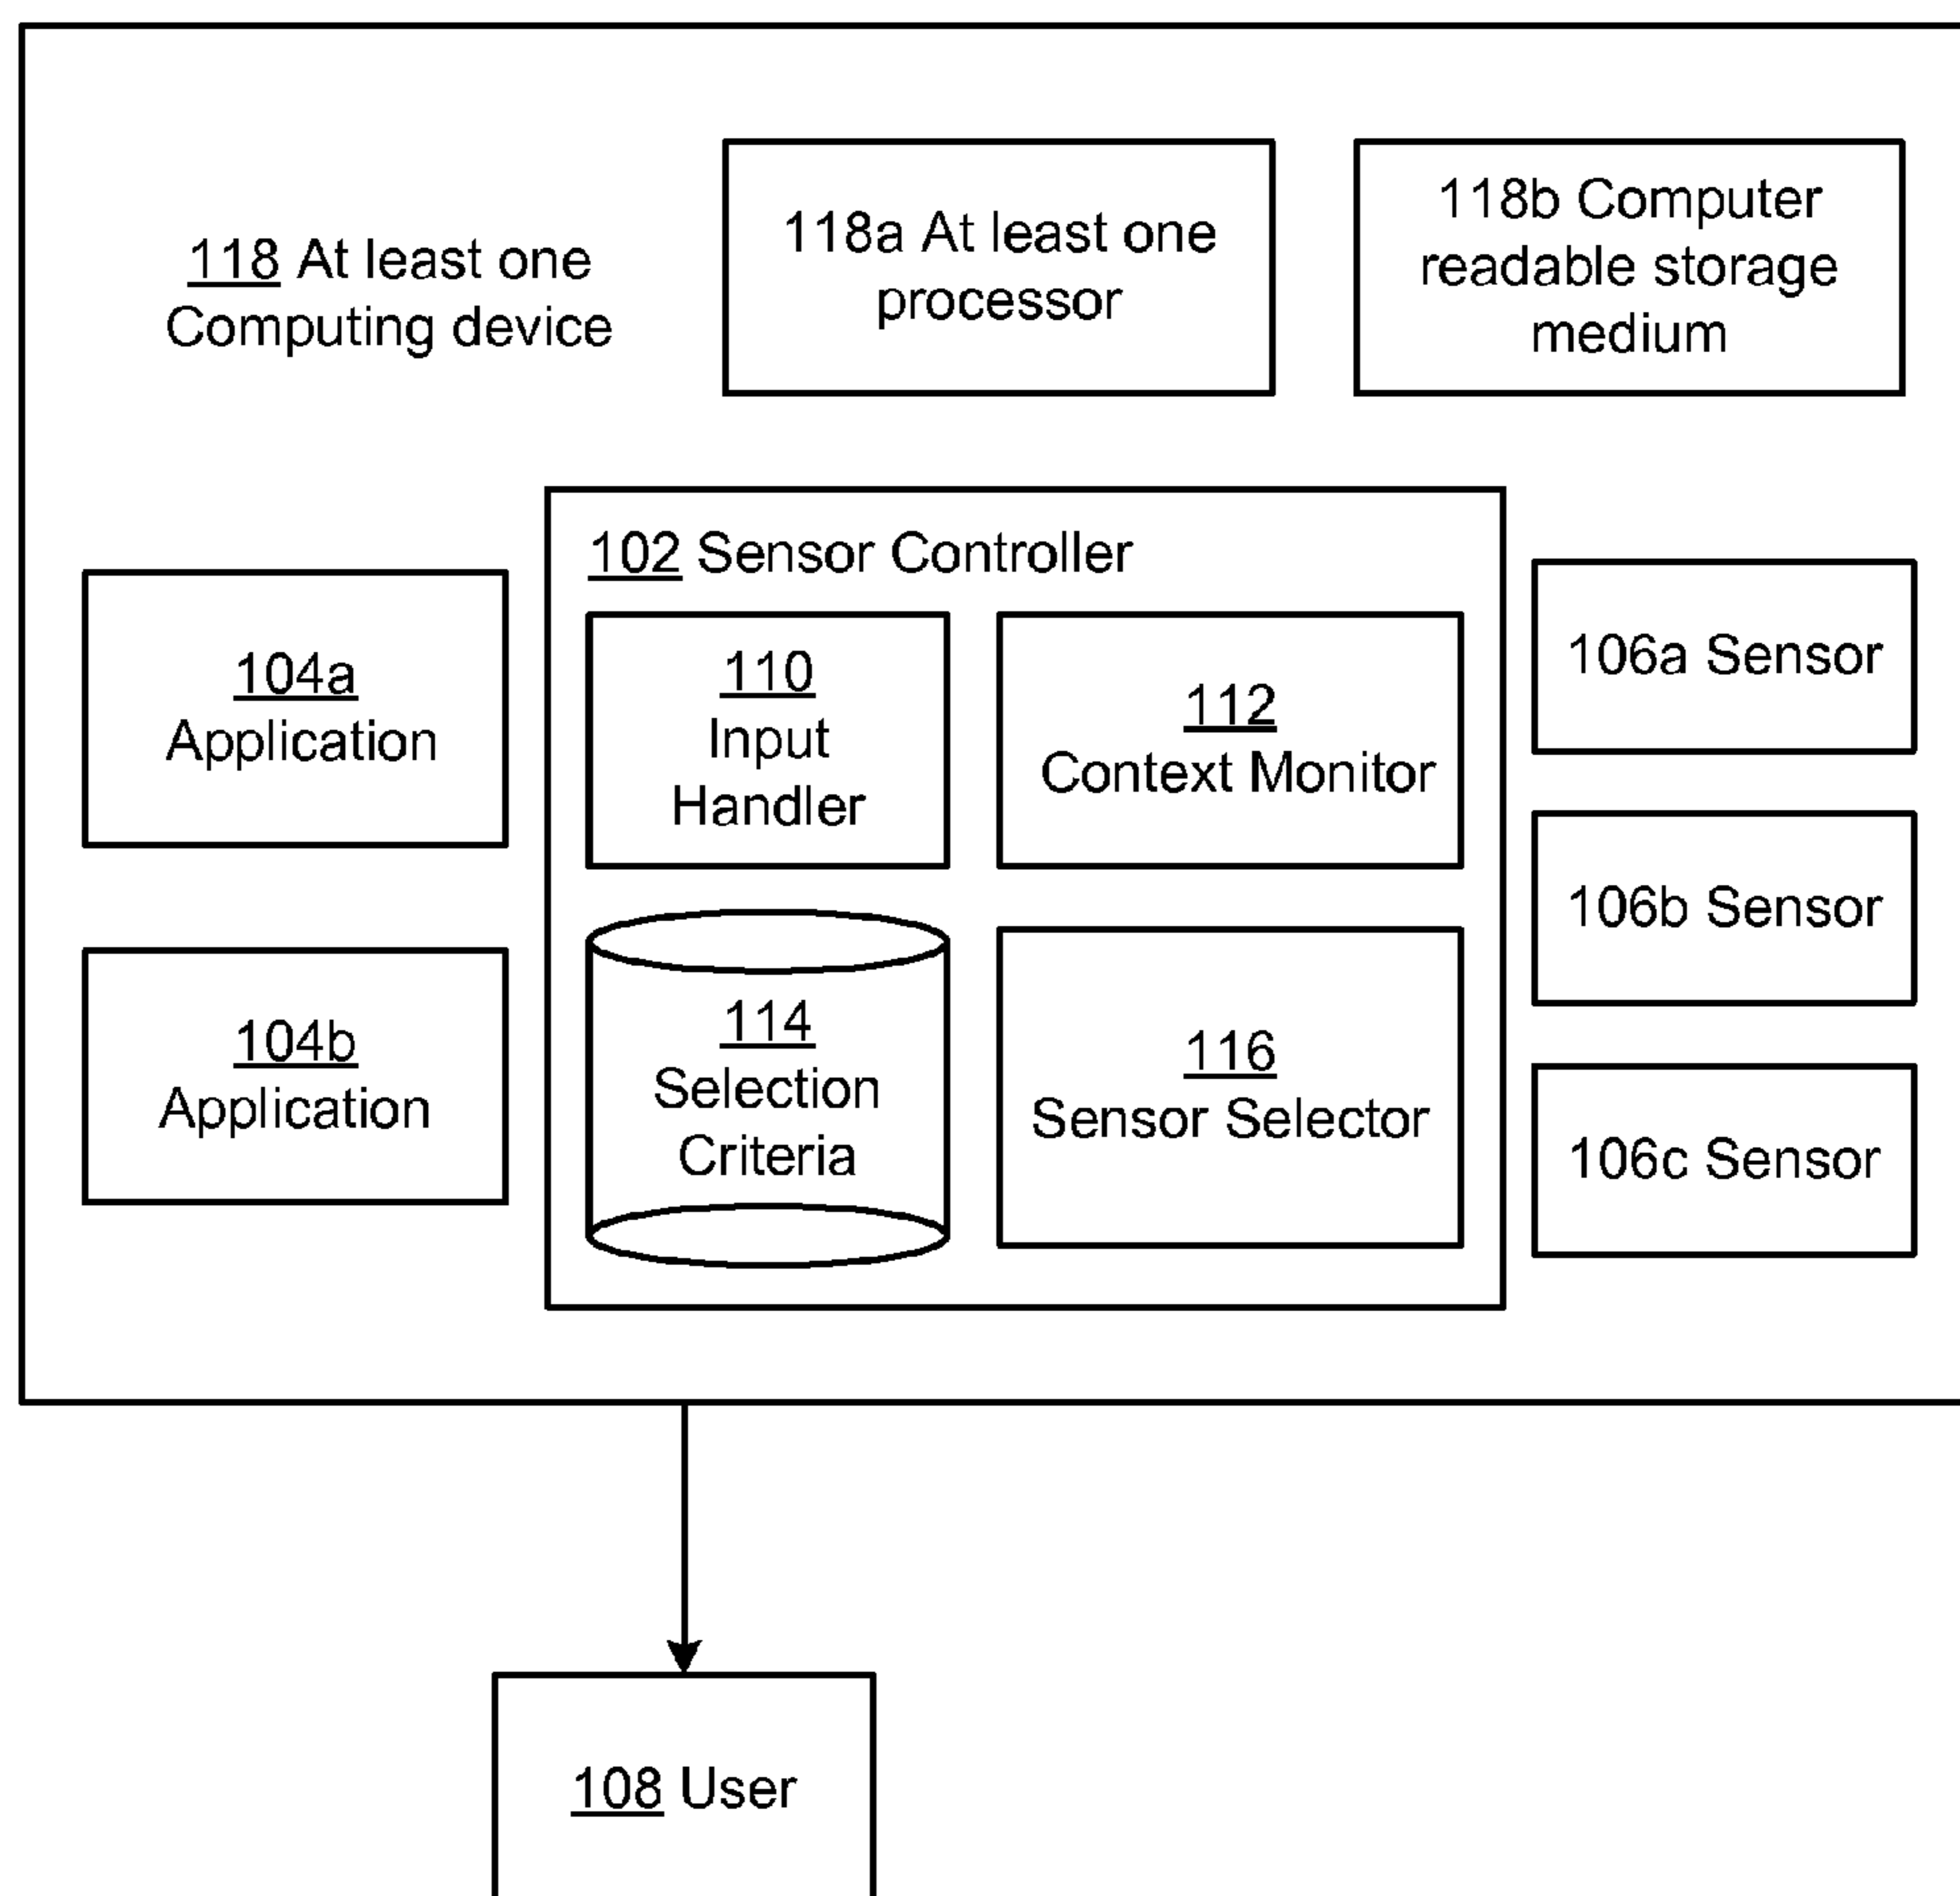 118 At least one
Computing device
118a At least one
processor
118b Computer
readable storage
medium
102 Sensor Controller
104a
Application
110
Input
Handler
112
Context Monitor
106a Sensor
106b Sensor
104b
Application
114
Selection
Criteria
116
Sensor Selector
106c Sensor
108 User